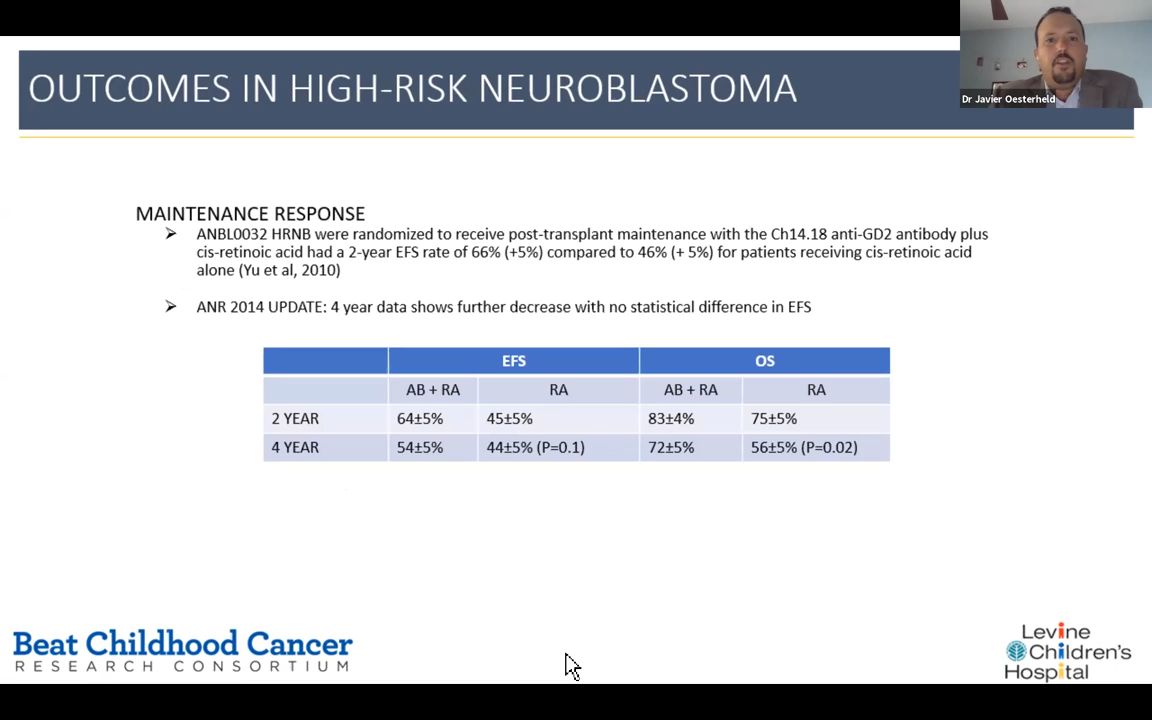 OUTCOMES IN HIGH-RISK NEUROBLASTOMA
Dr Javier Oesterheld
MAINTENANCE RESPONSE
➢ ANBL0032 HRNB were randomized to receive post-transplant maintenance with the Ch14.18 anti-GD2 antibody plus
cis-retinoic acid had a 2-year EFS rate of 66% (+5%) compared to 46% (+ 5%) for patients receiving cis-retinoic acid
alone (Yu et al, 2010)
➢ ANR 2014 UPDATE: 4 year data shows further decrease with no statistical difference in EFS
EFS OS
AB + RA RA AB + RA RA
2 YEAR 64±5% 45±5% 83±4% 75±5%
4 YEAR 54±5% 44±5% (P=0.1) 72±5% 56±5% (P=0.02)
Beat Childhood Cancer
RESEARCH CONSORTIUM
Levine
Children's
Hospital